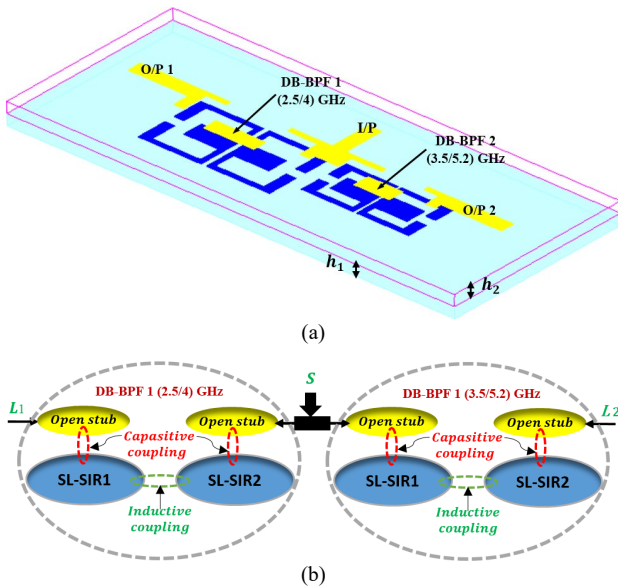 O/P 1
DB-BPF 1
(2.5/4) GHz
I/P
DB-BPF 2
(3.5/5.2) GHz
O/P 2
h₁
h₂
(a)
DB-BPF 1 (2.5/4) GHz
S
DB-BPF 1 (3.5/5.2) GHz
L1
Open stub
Open stub
Open stub
Open stub
L2
Capasitive
coupling
Capasitive
coupling
SL-SIR1
SL-SIR2
SL-SIR1
SL-SIR2
Inductive
coupling
Inductive
coupling
(b)